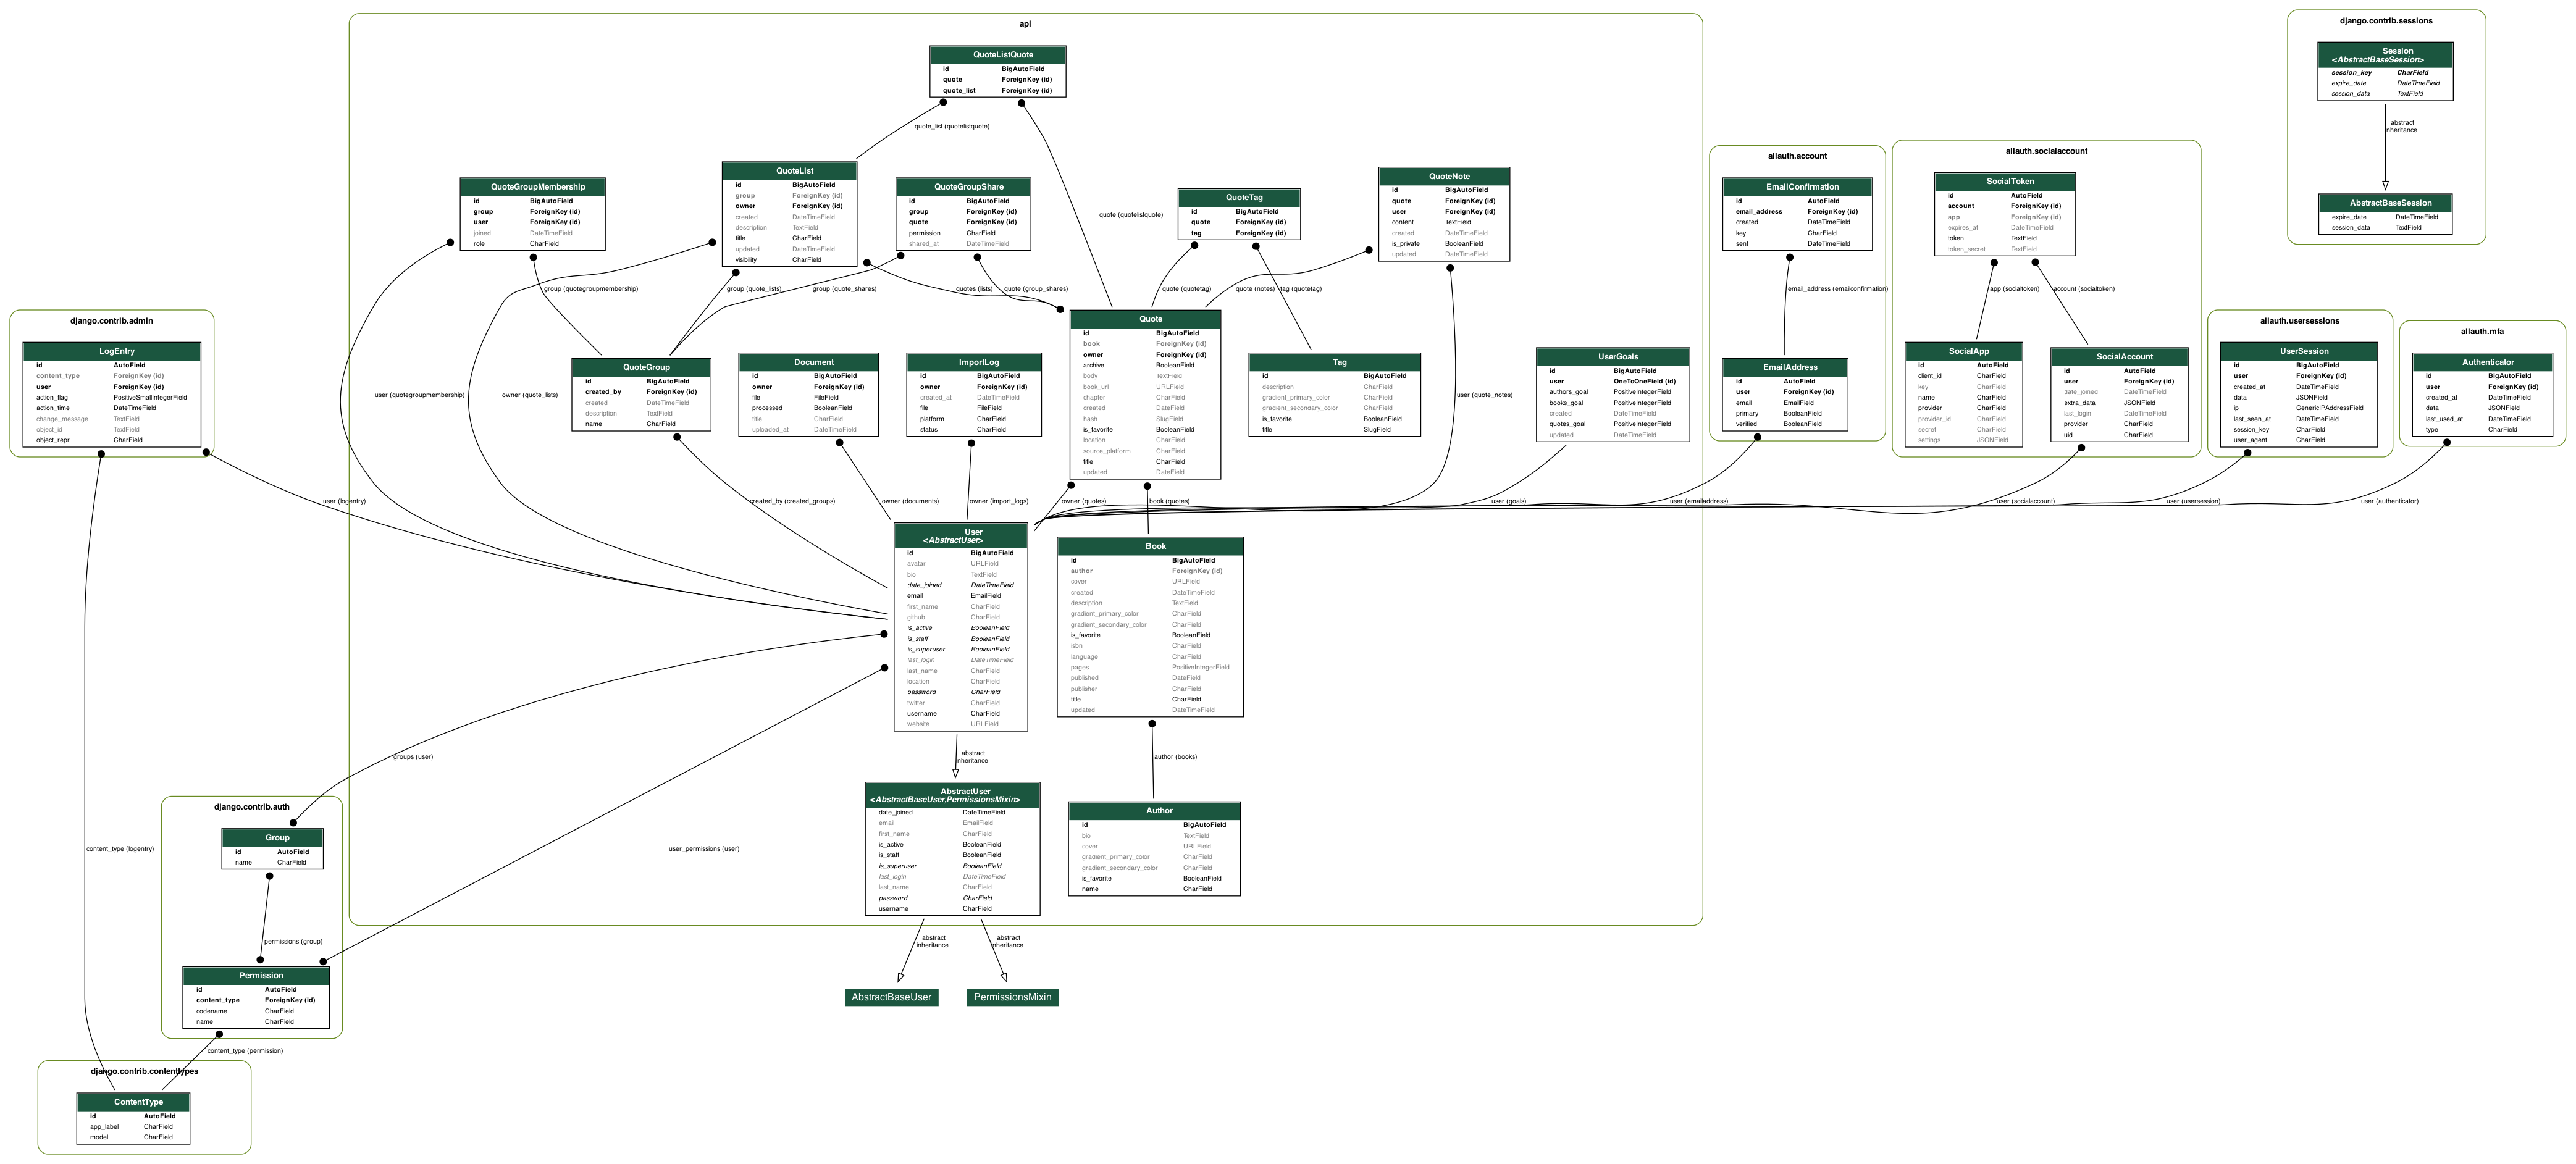 api
QuoteListQuote
id BigAutoField
quote ForeignKey (id)
quote_list ForeignKey (id)
quote_list (quotelistquote)
quote (quotelistquote)
QuoteGroupMembership
id BigAutoField
group ForeignKey (id)
user ForeignKey (id)
joined DateTimeField
role CharField
QuoteList
id BigAutoField
group ForeignKey (id)
owner ForeignKey (id)
created DateTimeField
description TextField
title CharField
updated DateTimeField
visibility CharField
QuoteGroupShare
id BigAutoField
group ForeignKey (id)
quote ForeignKey (id)
permission CharField
shared_at DateTimeField
QuoteTag
id BigAutoField
quote ForeignKey (id)
tag ForeignKey (id)
QuoteNote
id BigAutoField
quote ForeignKey (id)
user ForeignKey (id)
content TextField
created DateTimeField
is_private BooleanField
updated DateTimeField
group (quotegroupmembership)
group (quote_lists)
group (quote_shares)
quotes (lists)
quote (group_shares)
quote (quotetag)
quote (notes)
tag (quotetag)
user (quotegroupmembership)
owner (quote_lists)
user (quote_notes)
QuoteGroup
id BigAutoField
created_by ForeignKey (id)
created DateTimeField
description TextField
name CharField
Document
id BigAutoField
owner ForeignKey (id)
file FileField
processed BooleanField
title CharField
uploaded_at DateTimeField
ImportLog
id BigAutoField
owner ForeignKey (id)
created_at DateTimeField
file FileField
platform CharField
status CharField
Quote
id BigAutoField
book ForeignKey (id)
owner ForeignKey (id)
archive BooleanField
body TextField
book_url URLField
chapter CharField
created DateField
hash SlugField
is_favorite BooleanField
location CharField
source_platform CharField
title CharField
updated DateField
Tag
id BigAutoField
description CharField
gradient_primary_color CharField
gradient_secondary_color CharField
is_favorite BooleanField
title SlugField
UserGoals
id BigAutoField
user OneToOneField (id)
authors_goal PositiveIntegerField
books_goal PositiveIntegerField
created DateTimeField
quotes_goal PositiveIntegerField
updated DateTimeField
created_by (created_groups)
owner (documents)
owner (import_logs)
owner (quotes)
book (quotes)
user (goals)
User
<AbstractUser>
id BigAutoField
avatar URLField
bio TextField
date_joined DateTimeField
email EmailField
first_name CharField
github CharField
is_active BooleanField
is_staff BooleanField
is_superuser BooleanField
last_login DateTimeField
last_name CharField
location CharField
password CharField
twitter CharField
username CharField
website URLField
Book
id BigAutoField
author ForeignKey (id)
cover URLField
created DateTimeField
description TextField
gradient_primary_color CharField
gradient_secondary_color CharField
is_favorite BooleanField
isbn CharField
language CharField
pages PositiveIntegerField
published DateField
publisher CharField
title CharField
updated DateTimeField
abstract
inheritance
author (books)
AbstractUser
<AbstractBaseUser,PermissionsMixin>
date_joined DateTimeField
email EmailField
first_name CharField
is_active BooleanField
is_staff BooleanField
is_superuser BooleanField
last_login DateTimeField
last_name CharField
password CharField
username CharField
Author
id BigAutoField
bio TextField
cover URLField
gradient_primary_color CharField
gradient_secondary_color CharField
is_favorite BooleanField
name CharField
abstract
inheritance
abstract
inheritance
AbstractBaseUser
PermissionsMixin
django.contrib.admin
LogEntry
id AutoField
content_type ForeignKey (id)
user ForeignKey (id)
action_flag PositiveSmallIntegerField
action_time DateTimeField
change_message TextField
object_id TextField
object_repr CharField
user (logentry)
content_type (logentry)
groups (user)
user_permissions (user)
django.contrib.auth
Group
id AutoField
name CharField
permissions (group)
Permission
id AutoField
content_type ForeignKey (id)
codename CharField
name CharField
content_type (permission)
django.contrib.contenttypes
ContentType
id AutoField
app_label CharField
model CharField
allauth.account
EmailConfirmation
id AutoField
email_address ForeignKey (id)
created DateTimeField
key CharField
sent DateTimeField
email_address (emailconfirmation)
EmailAddress
id AutoField
user ForeignKey (id)
email EmailField
primary BooleanField
verified BooleanField
user (emailaddress)
allauth.socialaccount
SocialToken
id AutoField
account ForeignKey (id)
app ForeignKey (id)
expires_at DateTimeField
token TextField
token_secret TextField
app (socialtoken)
account (socialtoken)
SocialApp
id AutoField
client_id CharField
key CharField
name CharField
provider CharField
provider_id CharField
secret CharField
settings JSONField
SocialAccount
id AutoField
user ForeignKey (id)
date_joined DateTimeField
extra_data JSONField
last_login DateTimeField
provider CharField
uid CharField
user (socialaccount)
allauth.usersessions
UserSession
id BigAutoField
user ForeignKey (id)
created_at DateTimeField
data JSONField
ip GenericIPAddressField
last_seen_at DateTimeField
session_key CharField
user_agent CharField
user (usersession)
allauth.mfa
Authenticator
id BigAutoField
user ForeignKey (id)
created_at DateTimeField
data JSONField
last_used_at DateTimeField
type CharField
user (authenticator)
django.contrib.sessions
Session
<AbstractBaseSession>
session_key CharField
expire_date DateTimeField
session_data TextField
abstract
inheritance
AbstractBaseSession
expire_date DateTimeField
session_data TextField